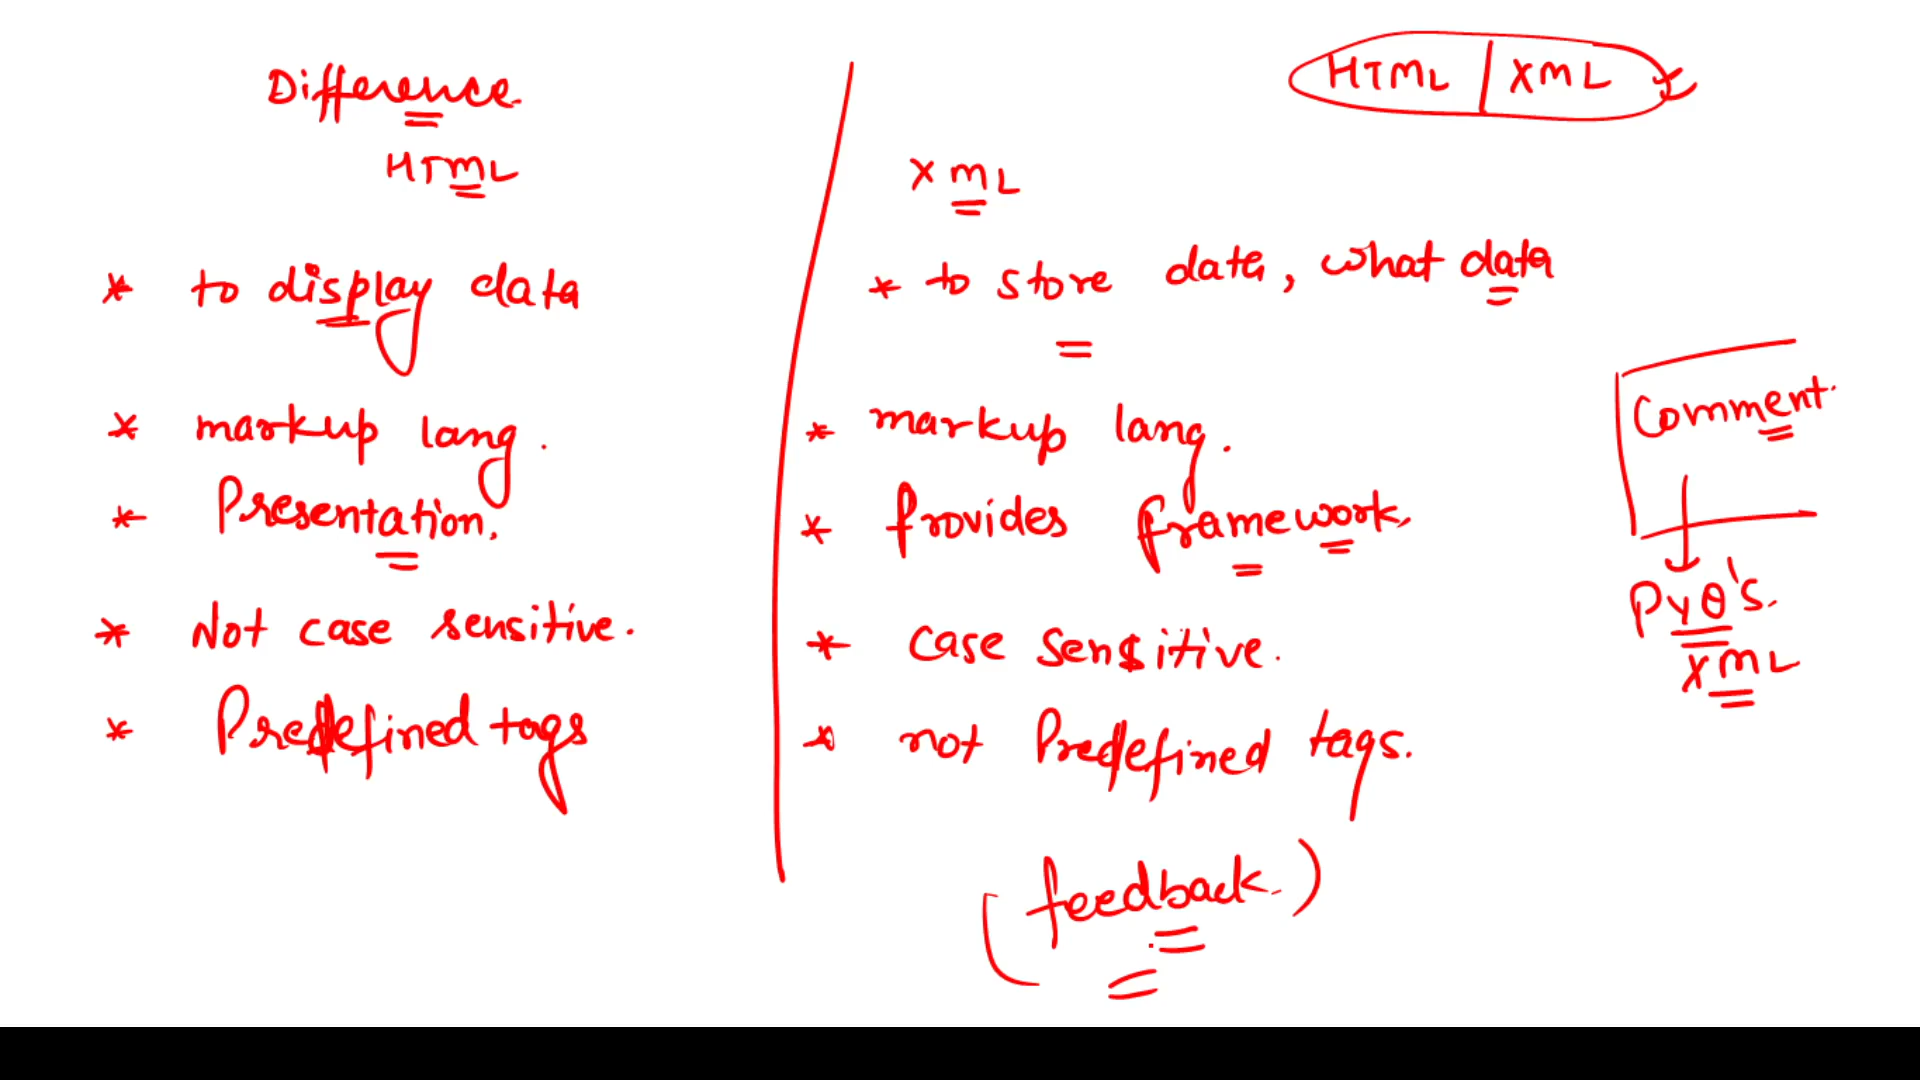 Difference
HTML
* to display data
* markup lang.
* Presentation.
* Not case sensitive.
* Predefined tags
HTML | XML
XML
* to store data, what data
* markup lang.
* Provides framework.
* case sensitive.
* not Predefined tags.
(feedback.)
Comment.
PYQ's.
XML